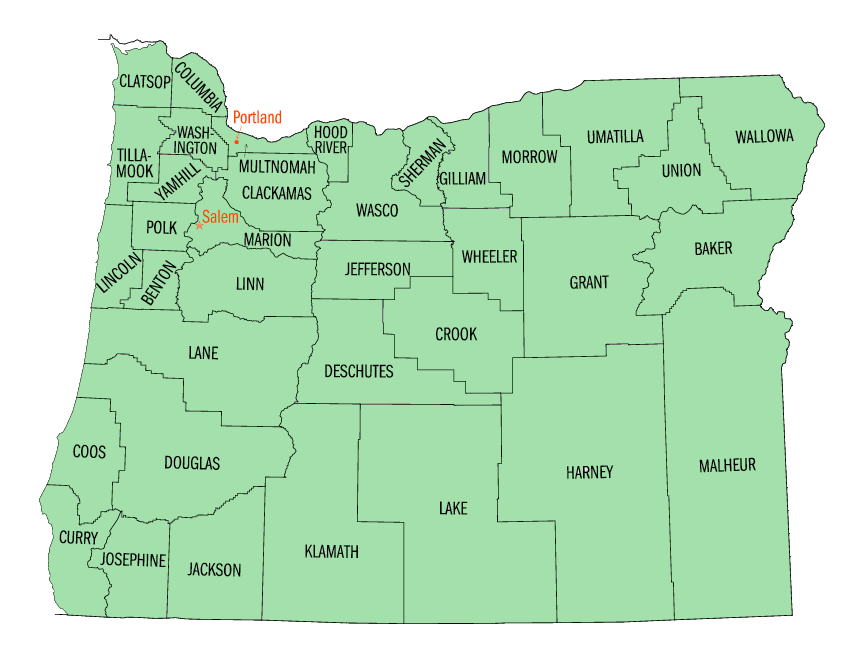 CLATSOP
COLUMBIA
Portland
WASH-
INGTON
TILLA-
MOOK
YAMHILL
MULTNOMAH
CLACKAMAS
HOOD
RIVER
SHERMAN
GILLIAM
MORROW
UMATILLA
UNION
WALLOWA
WASCO
POLK
Salem
MARION
LINCOLN
BENTON
LINN
JEFFERSON
WHEELER
GRANT
BAKER
CROOK
LANE
DESCHUTES
COOS
DOUGLAS
HARNEY
MALHEUR
LAKE
CURRY
JOSEPHINE
JACKSON
KLAMATH